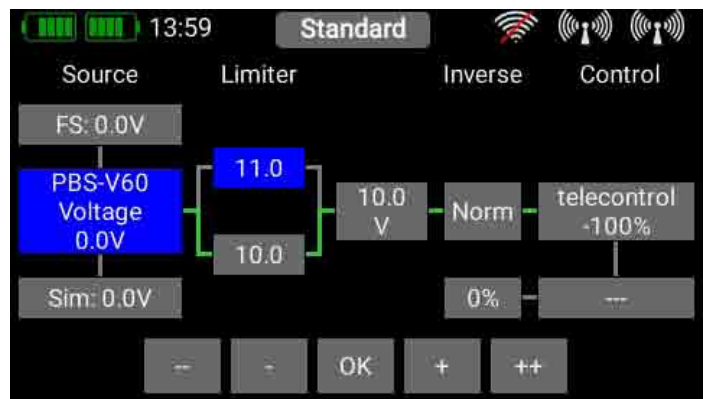 13:59 Standard
Source Limiter Inverse Control
FS: 0.0V
PBS-V60
Voltage
0.0V
11.0
10.0
10.0
V
Norm
telecontrol
-100%
Sim: 0.0V
0%
---
-- - OK + ++